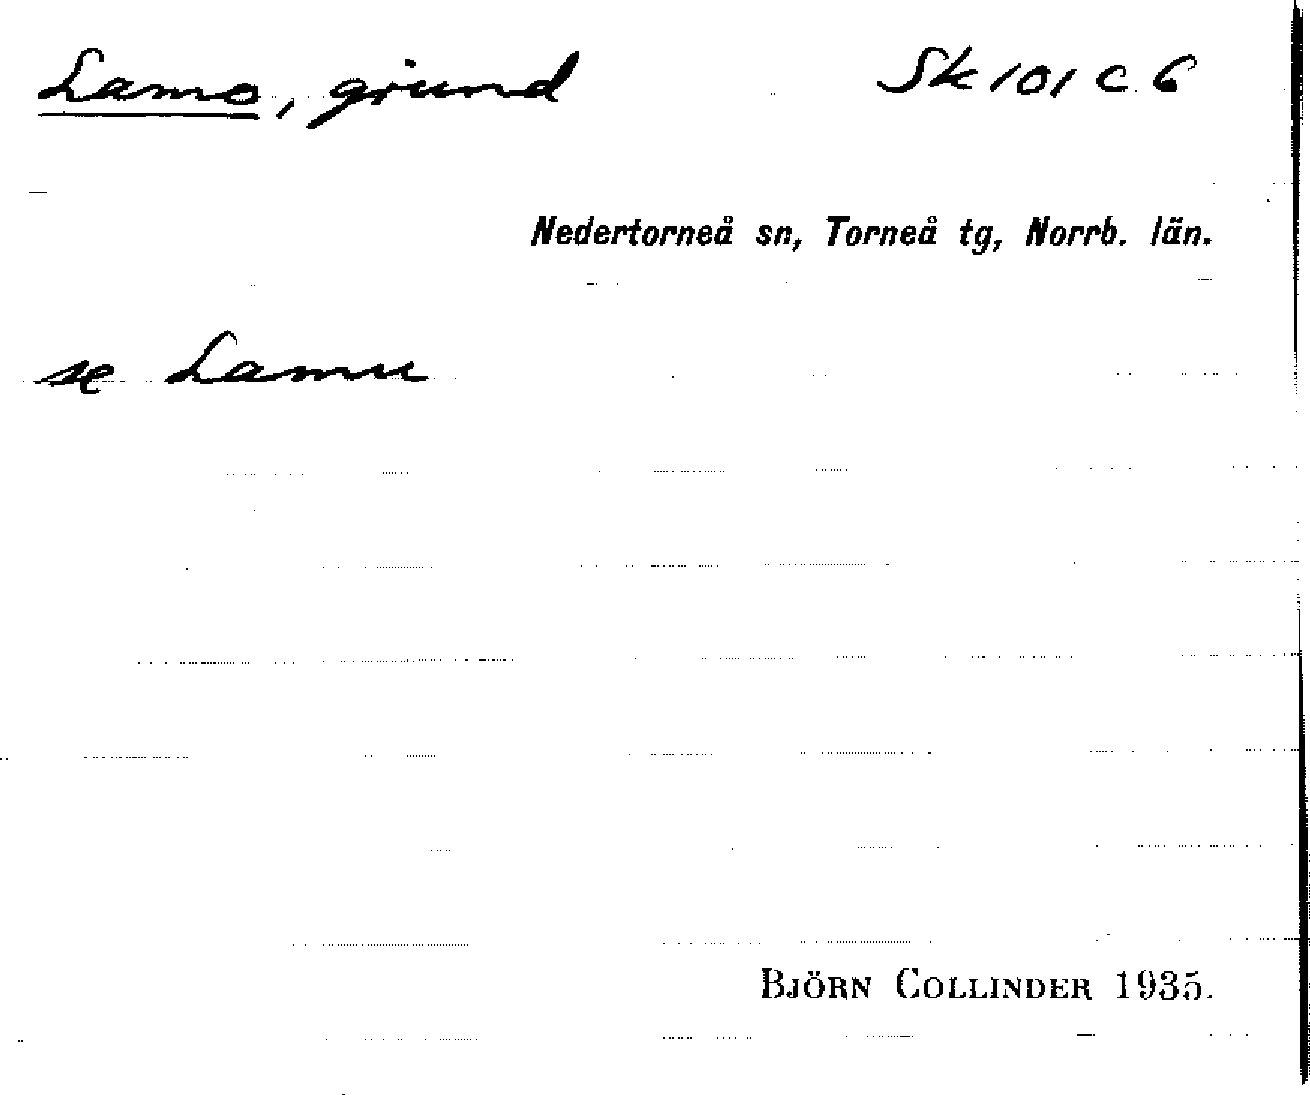 Lamo, grund Sk 101 c 6
Nedertorneå sn, Torneå tg, Norrb. län.
se Lamu
BJÖRN COLLINDER 1935.